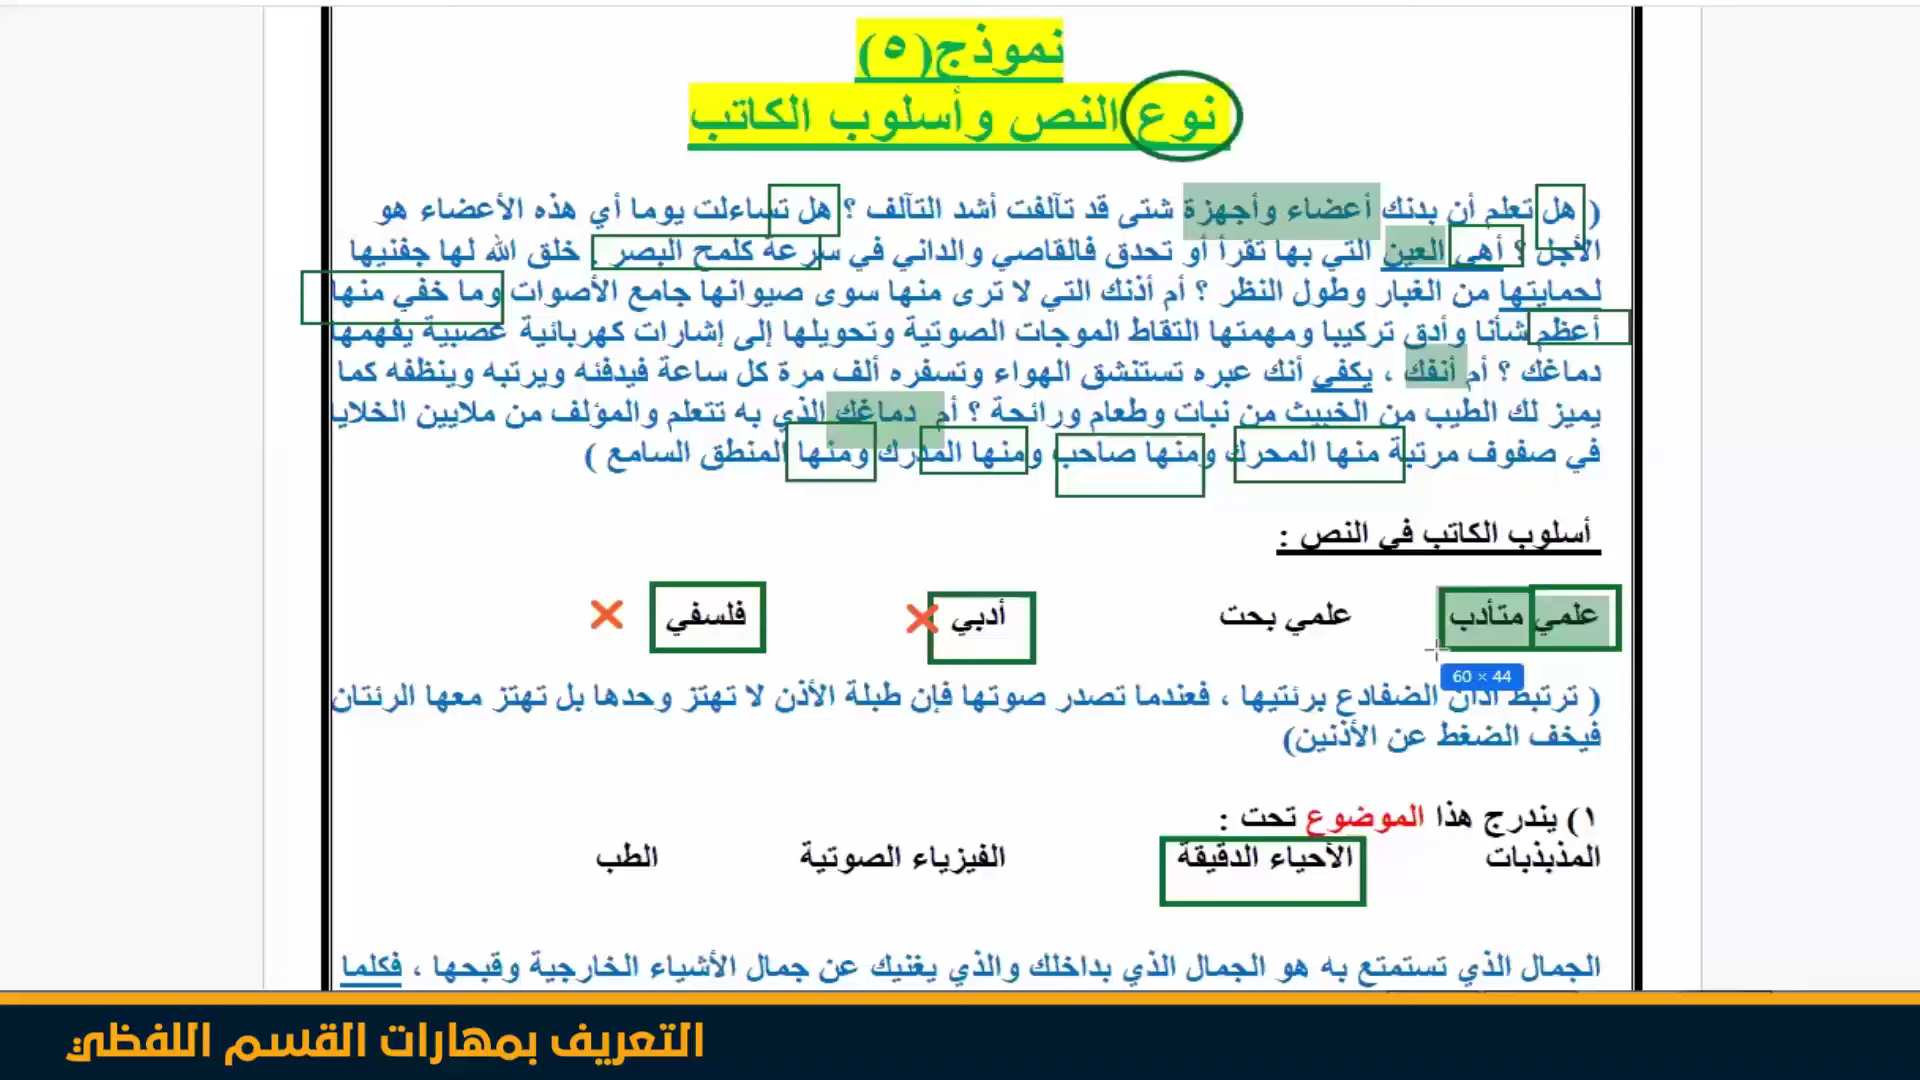 نموذج(٥)
نوع النص وأسلوب الكاتب
( هل تعلم أن بدنك أعضاء وأجهزة شتى قد تآلفت أشد التآلف ؟ هل تساءلت يوما أي هذه الأعضاء هو
الأجل ؟ أهي العين التي بها تقرأ أو تحدق فالقاصي والداني في سرعة كلمح البصر . خلق الله لها جفنيها
لحمايتها من الغبار وطول النظر ؟ أم أذنك التي لا ترى منها سوى صيوانها جامع الأصوات وما خفي منها
أعظم شأنا وأدق تركيبا ومهمتها التقاط الموجات الصوتية وتحويلها إلى إشارات كهربائية عصبية يفهمها
دماغك ؟ أم أنفك ، يكفي أنك عبره تستنشق الهواء وتسفره ألف مرة كل ساعة فيدفئه ويرتبه وينظفه كما
يميز لك الطيب من الخبيث من نبات وطعام ورائحة ؟ أم دماغك الذي به تتعلم والمؤلف من ملايين الخلايا
في صفوف مرتبة منها المحرك ومنها صاحب ومنها المدرك ومنها المنطق السامع )
أسلوب الكاتب في النص :
علمي متأدب علمي بحت أدبي فلسفي
60 × 44
( ترتبط آذان الضفادع برئتيها ، فعندما تصدر صوتها فإن طبلة الأذن لا تهتز وحدها بل تهتز معها الرئتان
فيخف الضغط عن الأذنين)
١) يندرج هذا الموضوع تحت :
المذبذبات الأحياء الدقيقة الفيزياء الصوتية الطب
الجمال الذي تستمتع به هو الجمال الذي بداخلك والذي يغنيك عن جمال الأشياء الخارجية وقبحها ، فكلما
التعريف بمهارات القسم اللفظي